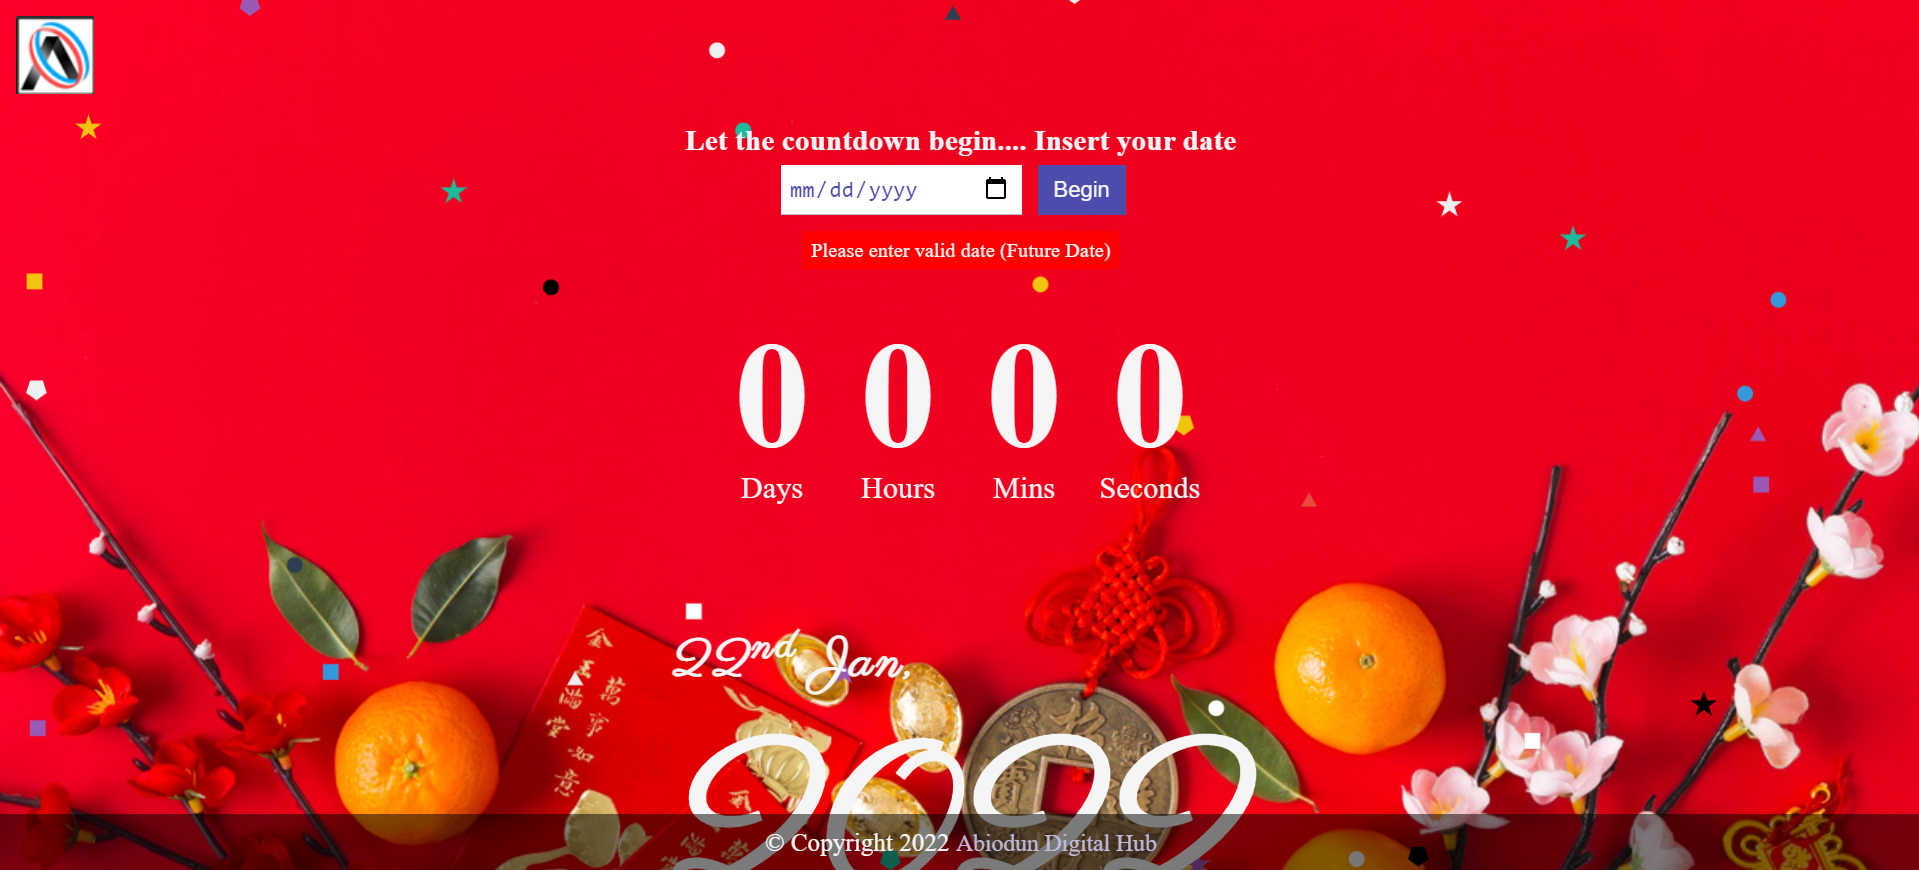 Let the countdown begin.... Insert your date
mm/dd/yyyy
Begin
Please enter valid date (Future Date)
0 0 0 0
Days Hours Mins Seconds
22nd Jan,
2022
© Copyright 2022 Abiodun Digital Hub